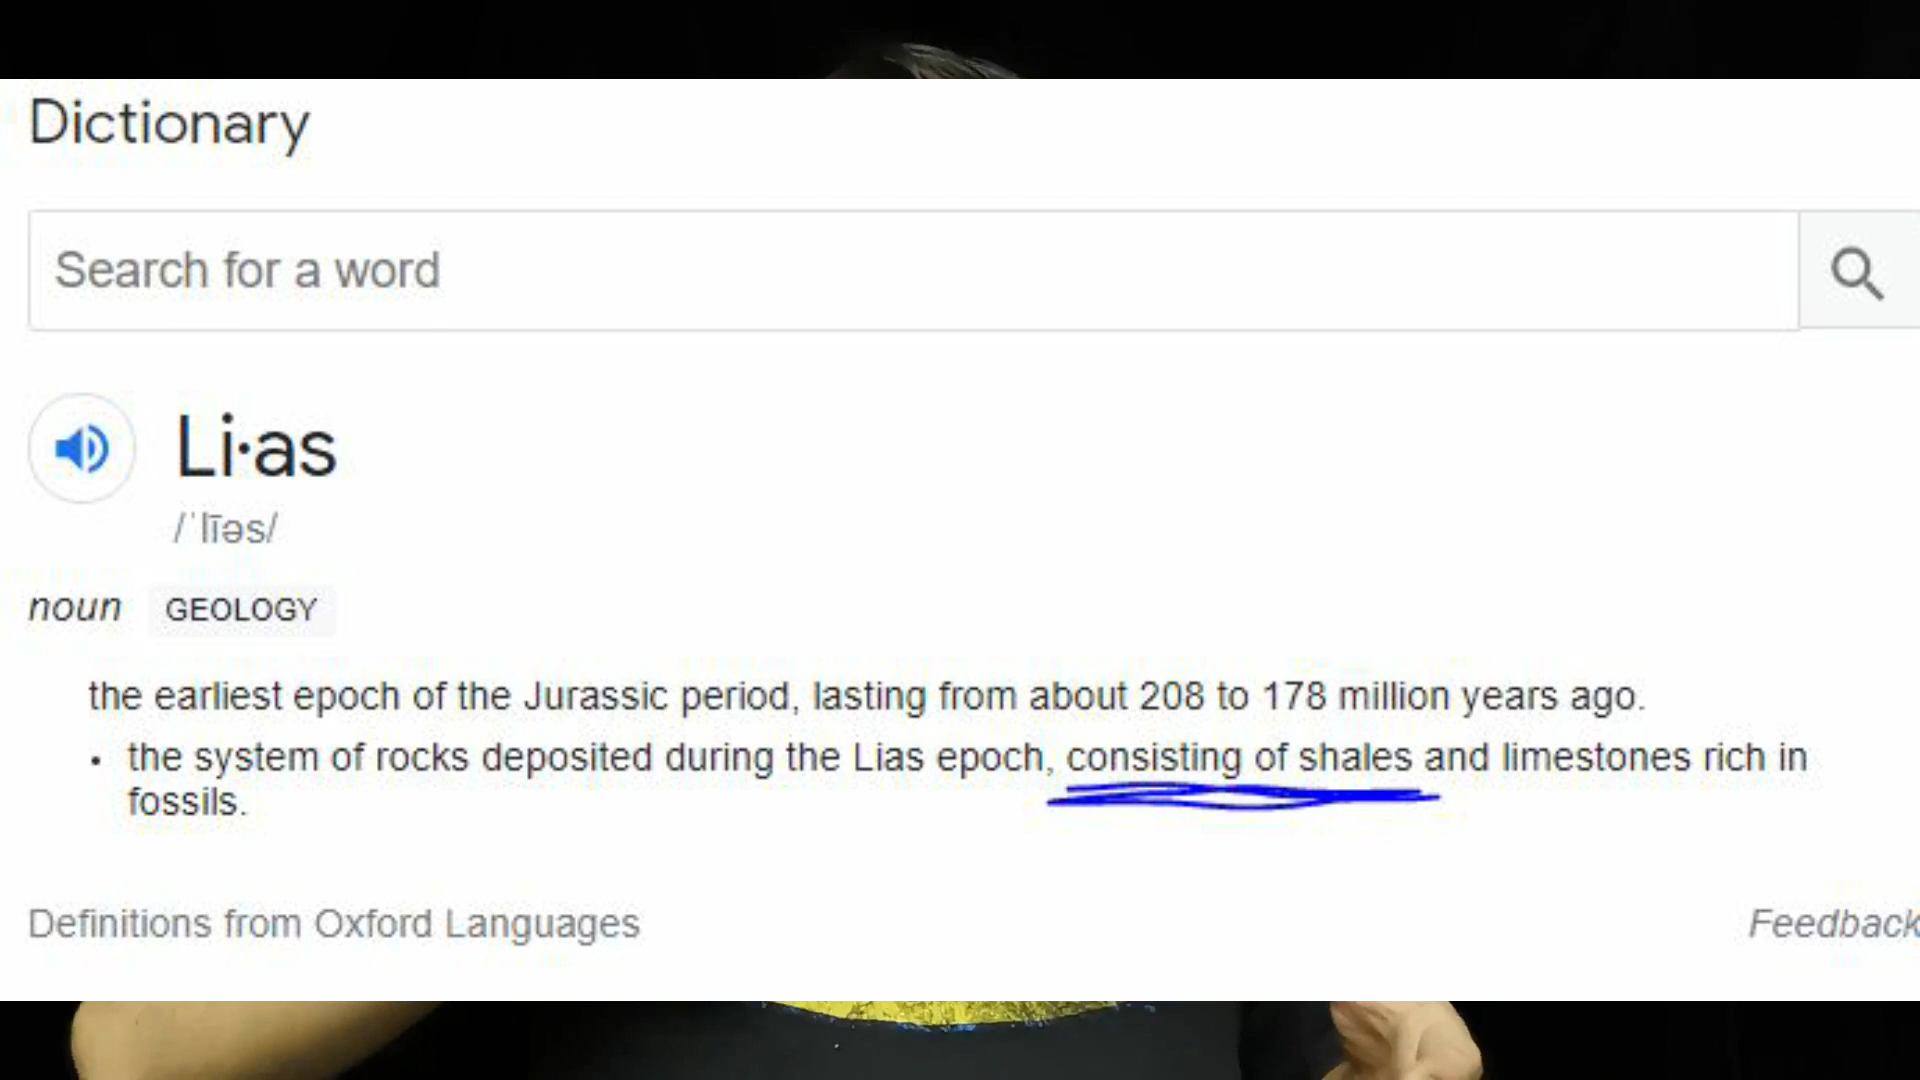 Dictionary
Search for a word
Li·as
/ˈlīəs/
noun GEOLOGY
the earliest epoch of the Jurassic period, lasting from about 208 to 178 million years ago.
• the system of rocks deposited during the Lias epoch, consisting of shales and limestones rich in
fossils.
Definitions from Oxford Languages Feedback